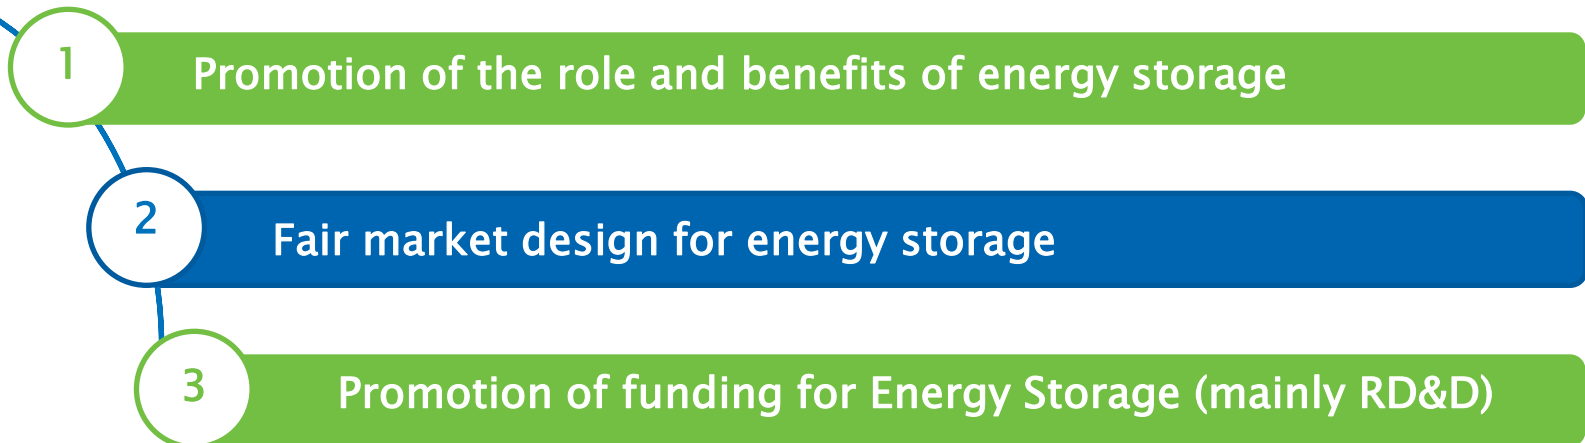 1
Promotion of the role and benefits of energy storage
2
Fair market design for energy storage
3
Promotion of funding for Energy Storage (mainly RD&D)